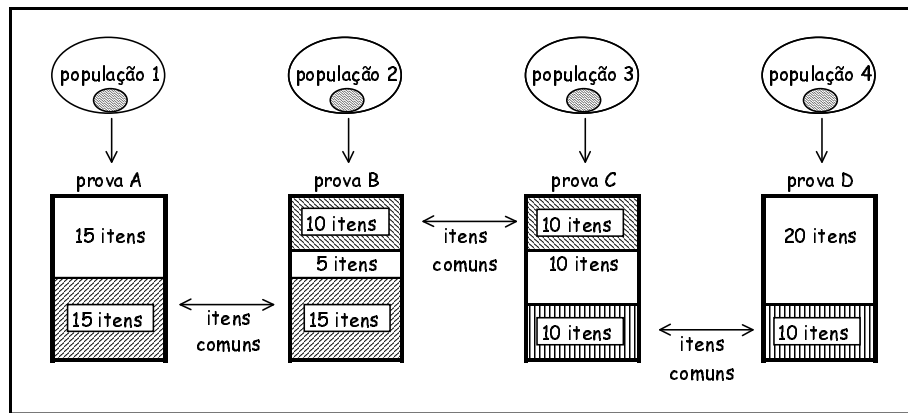 população 1
população 2
população 3
população 4
prova A
prova B
prova C
prova D
15 itens
15 itens
itens
comuns
10 itens
5 itens
15 itens
itens
comuns
10 itens
10 itens
10 itens
itens
comuns
20 itens
10 itens